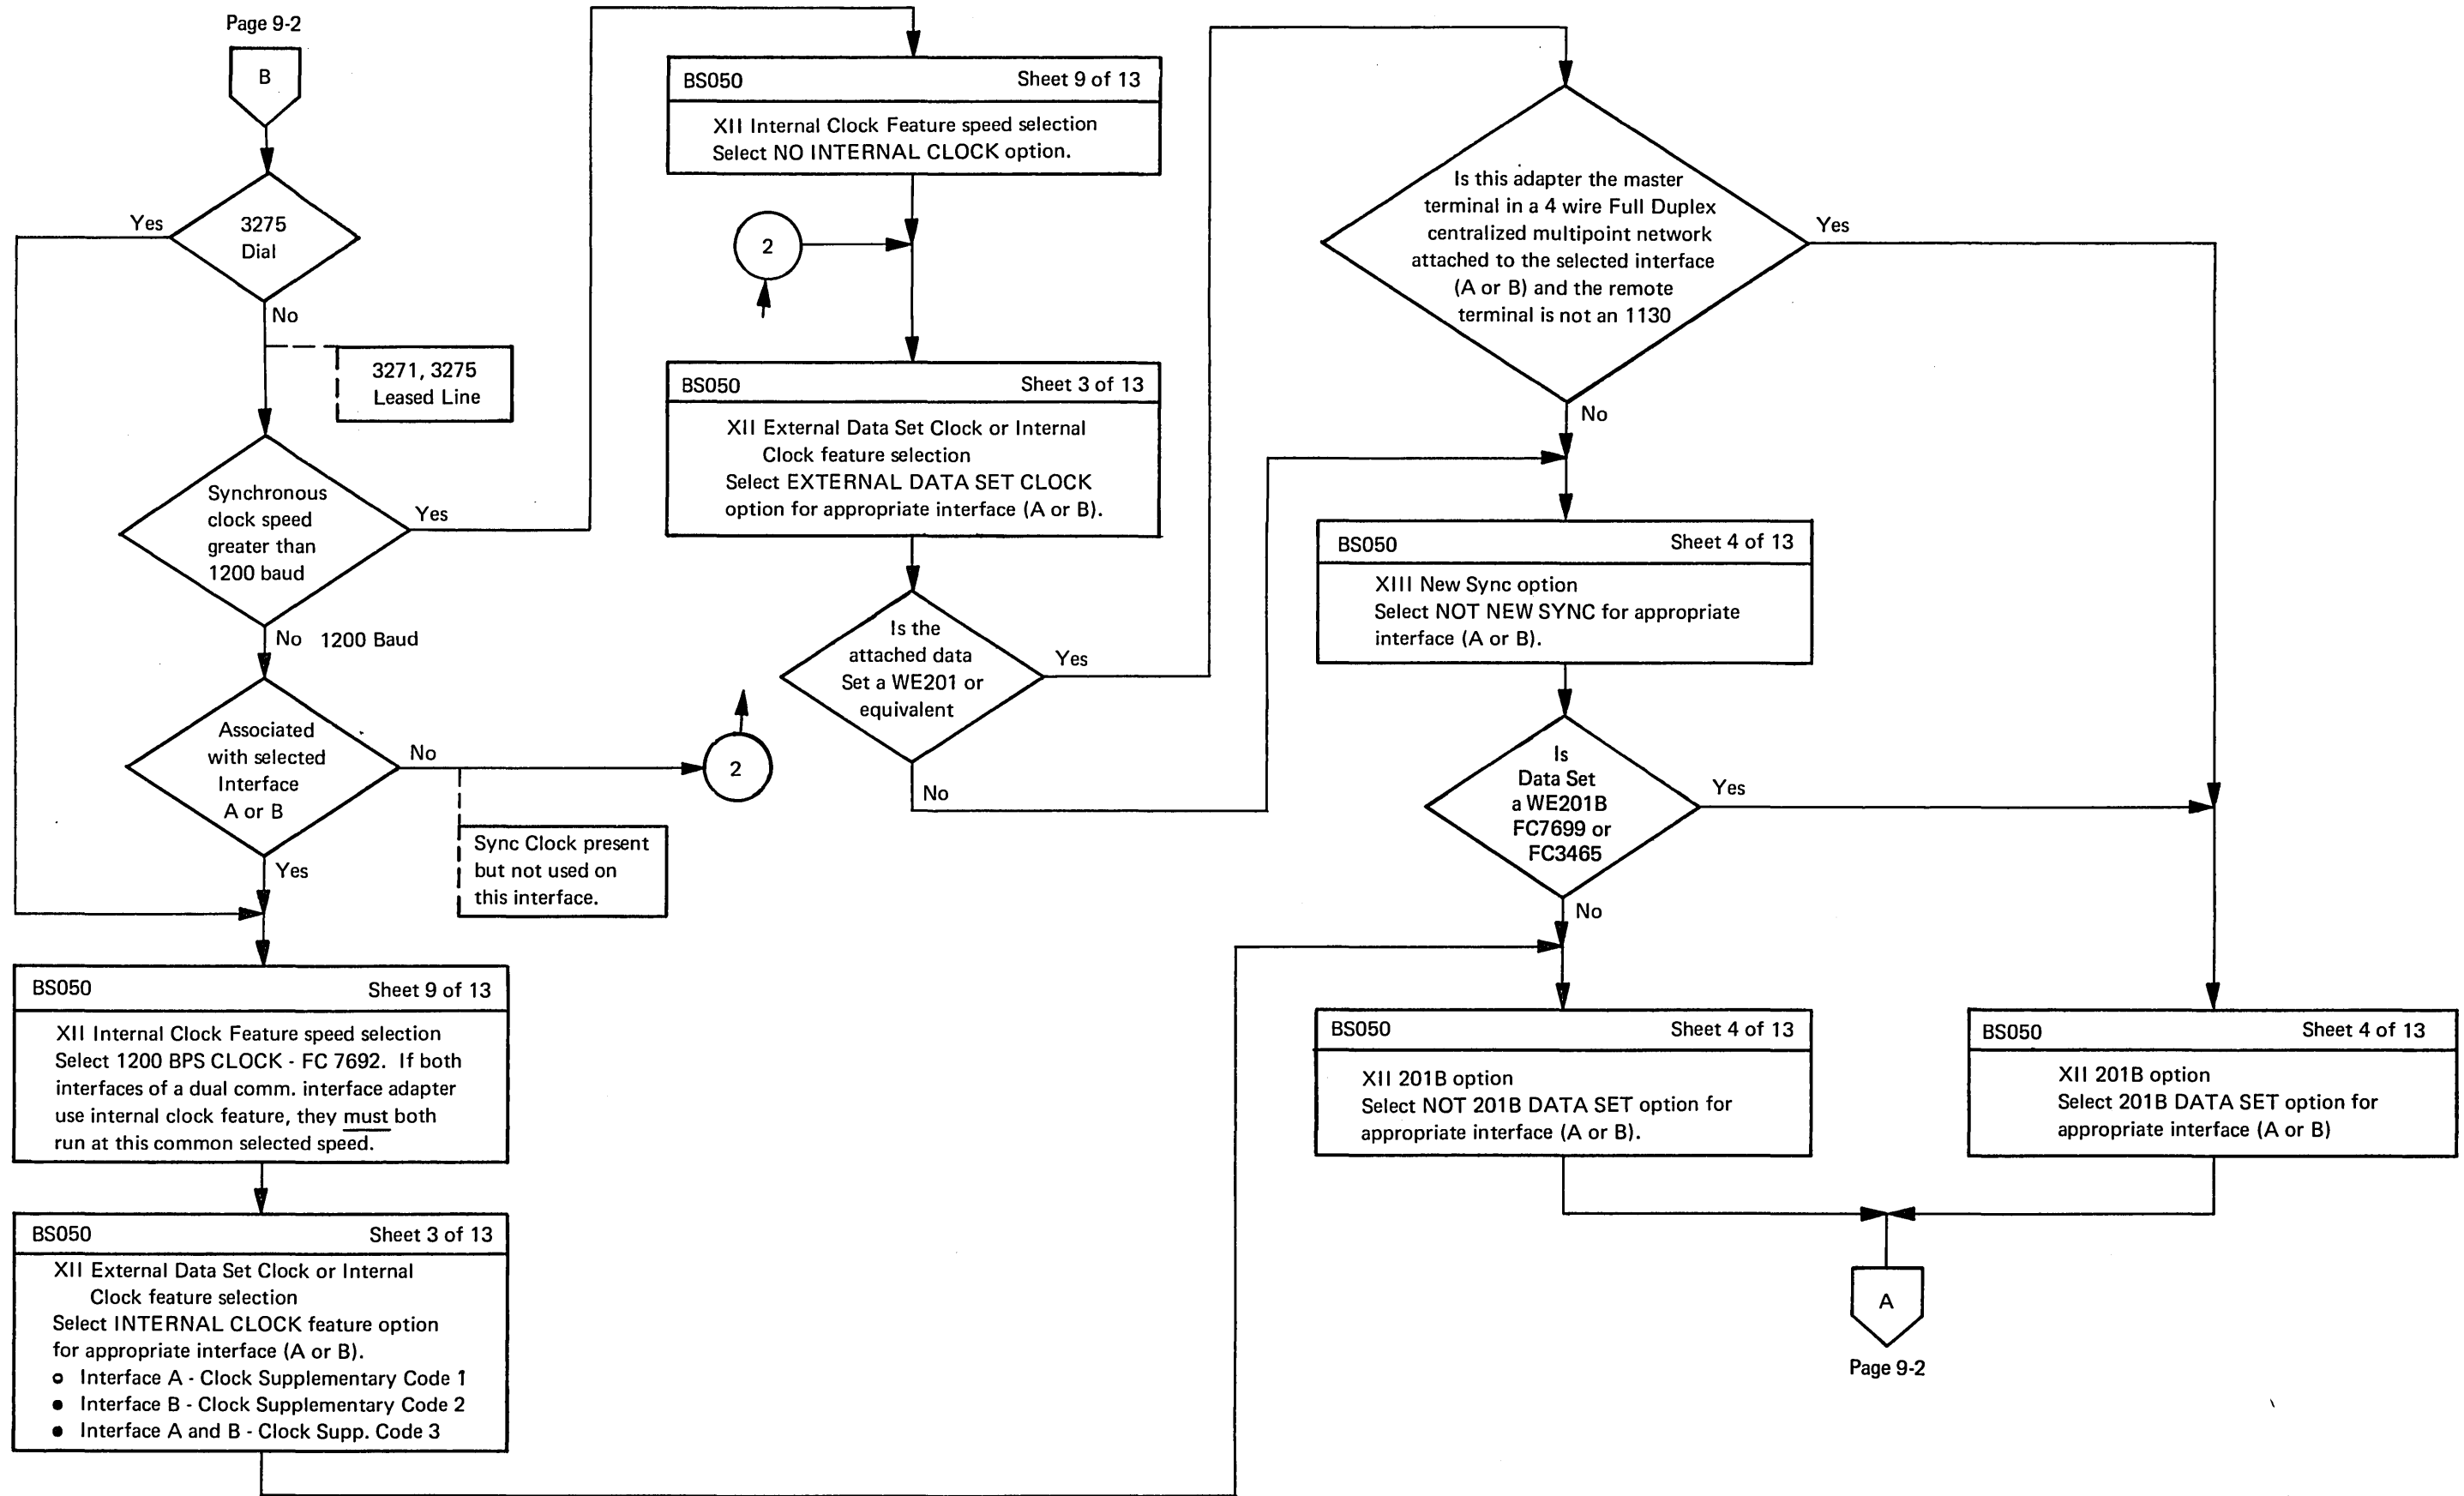 Page 9-2
B
3275
Dial
Yes
No
3271, 3275
Leased Line
Synchronous
clock speed
greater than
1200 baud
Yes
No 1200 Baud
Associated
with selected
Interface
A or B
No
2
Sync Clock present
but not used on
this interface.
Yes
BS050 Sheet 9 of 13
XII Internal Clock Feature speed selection
Select 1200 BPS CLOCK - FC 7692. If both
interfaces of a dual comm. interface adapter
use internal clock feature, they must both
run at this common selected speed.
BS050 Sheet 3 of 13
XII External Data Set Clock or Internal
Clock feature selection
Select INTERNAL CLOCK feature option
for appropriate interface (A or B).
• Interface A - Clock Supplementary Code 1
• Interface B - Clock Supplementary Code 2
• Interface A and B - Clock Supp. Code 3
BS050 Sheet 9 of 13
XII Internal Clock Feature speed selection
Select NO INTERNAL CLOCK option.
2
BS050 Sheet 3 of 13
XII External Data Set Clock or Internal
Clock feature selection
Select EXTERNAL DATA SET CLOCK
option for appropriate interface (A or B).
Is the
attached data
Set a WE201 or
equivalent
Yes
No
Is this adapter the master
terminal in a 4 wire Full Duplex
centralized multipoint network
attached to the selected interface
(A or B) and the remote
terminal is not an 1130
Yes
No
BS050 Sheet 4 of 13
XIII New Sync option
Select NOT NEW SYNC for appropriate
interface (A or B).
Is
Data Set
a WE201B
FC7699 or
FC3465
Yes
No
BS050 Sheet 4 of 13
XII 201B option
Select NOT 201B DATA SET option for
appropriate interface (A or B).
BS050 Sheet 4 of 13
XII 201B option
Select 201B DATA SET option for
appropriate interface (A or B)
A
Page 9-2